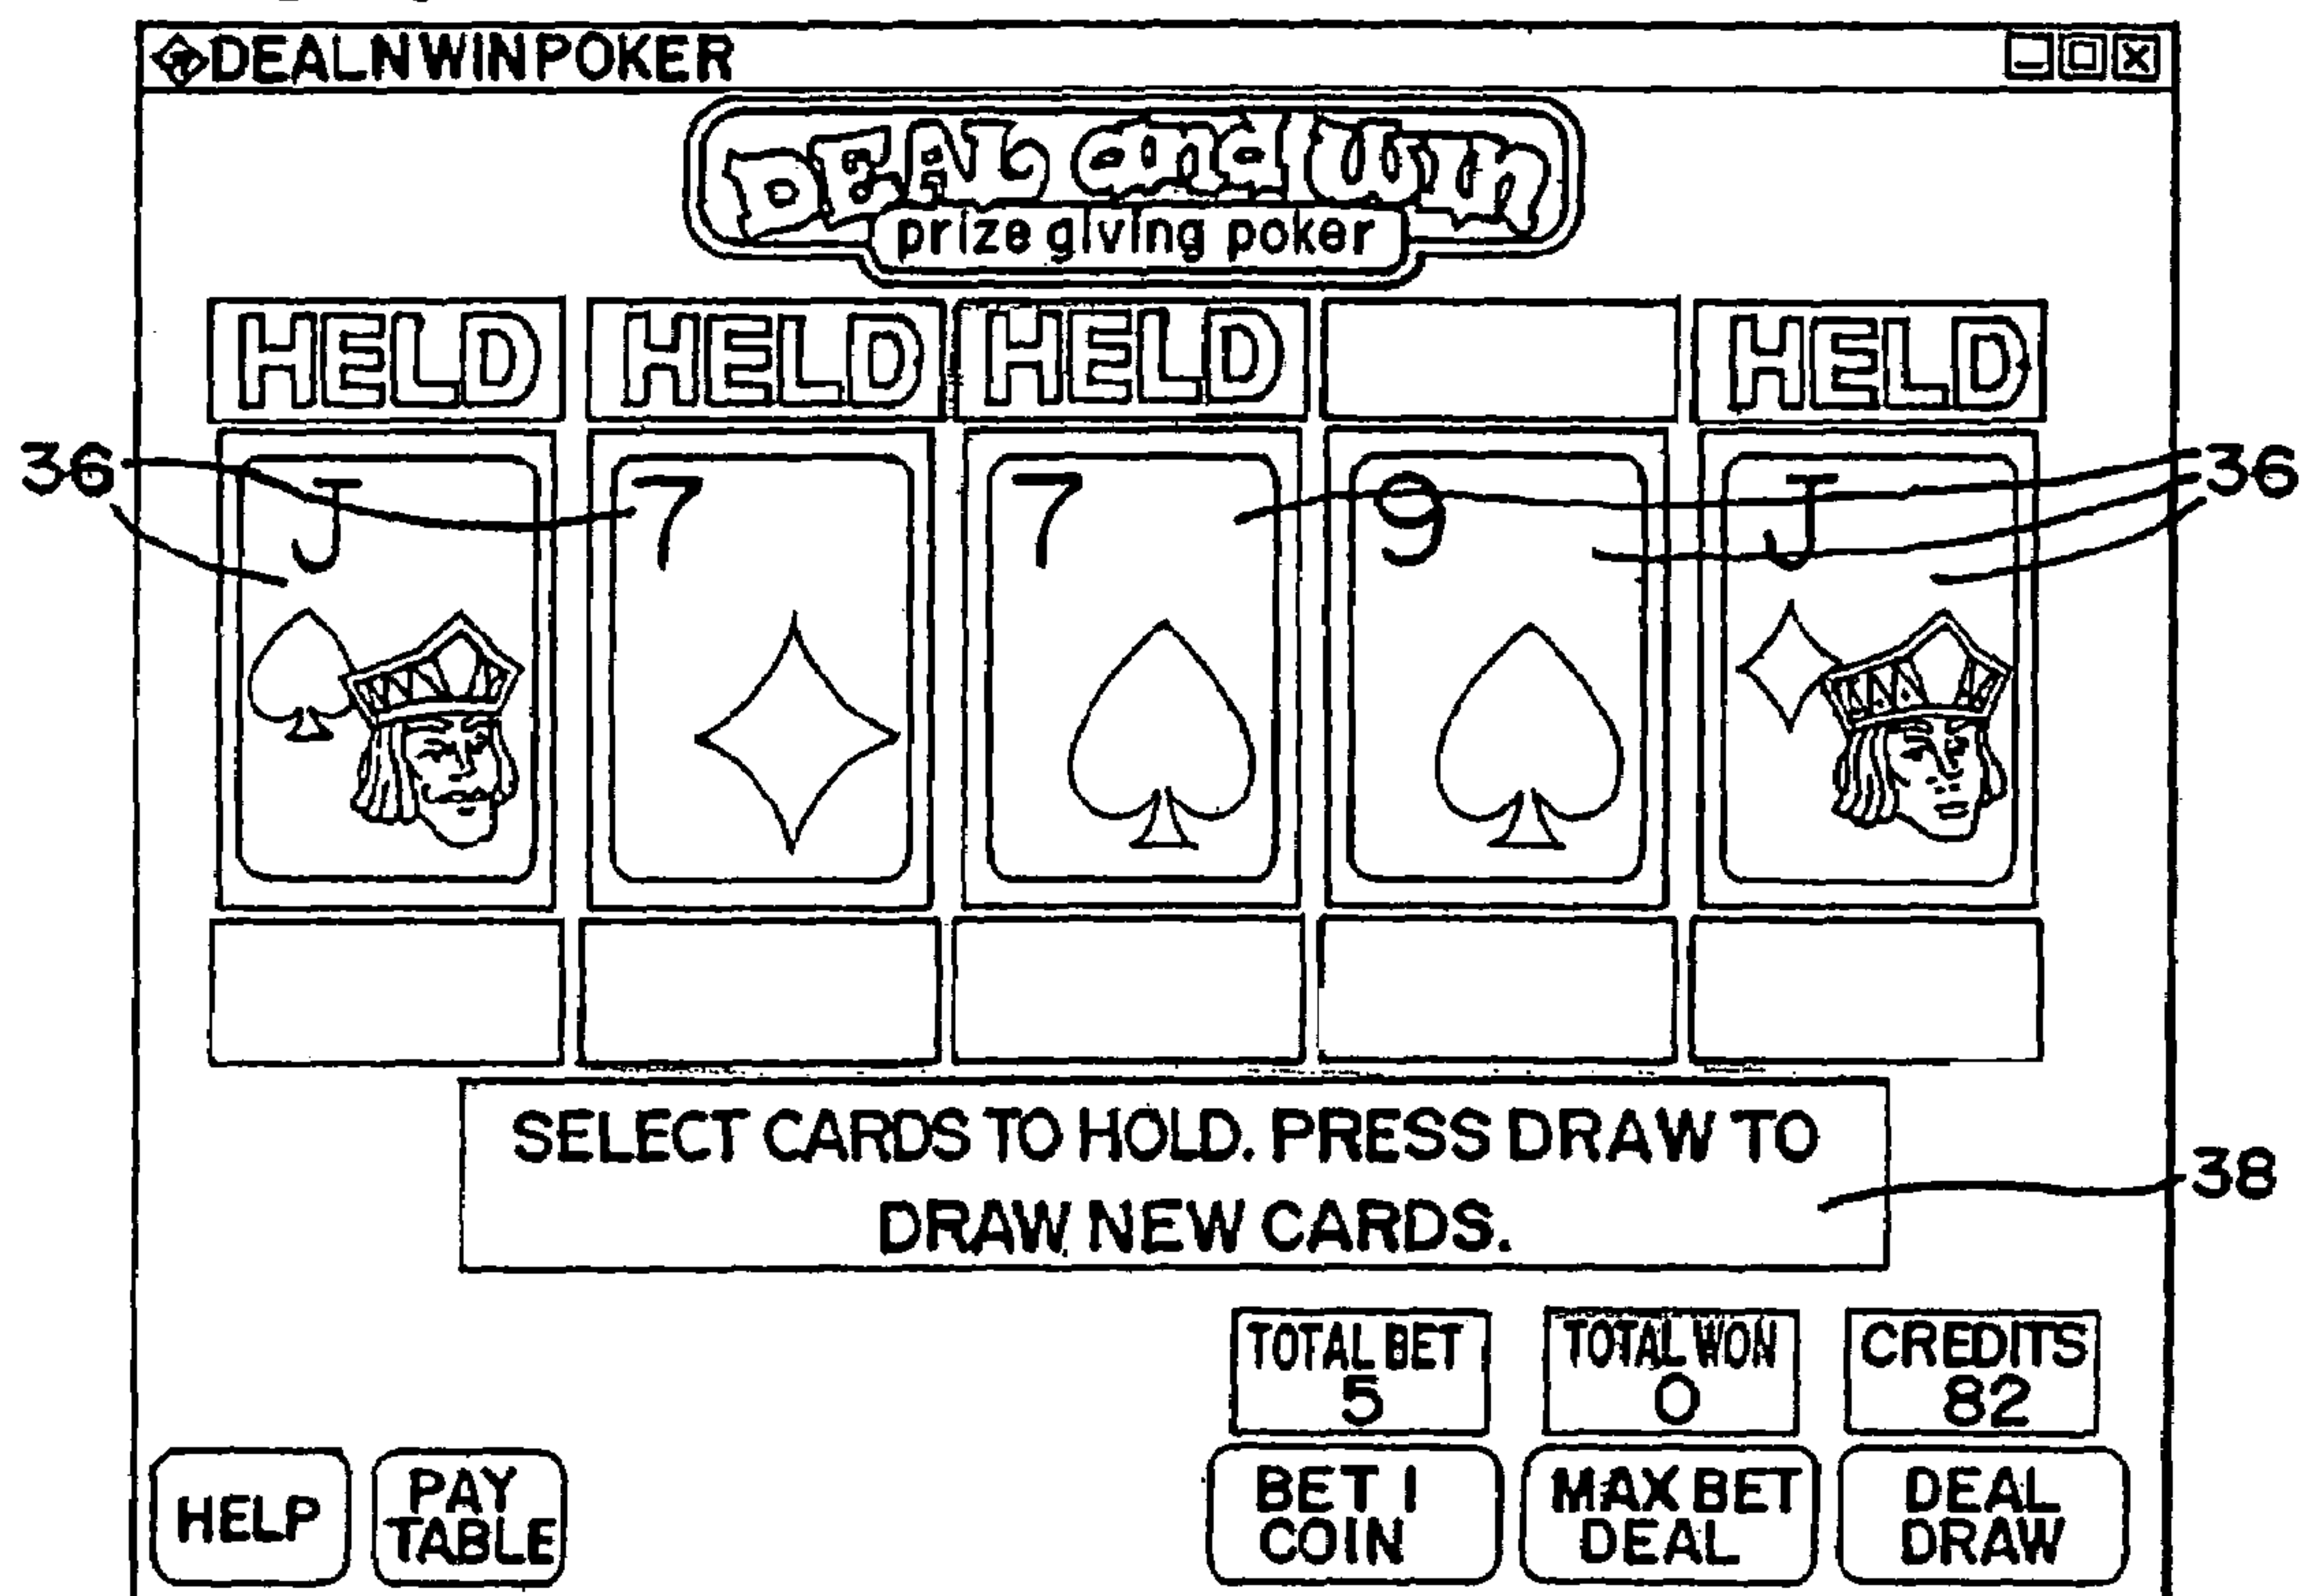 DEALNWINPOKER
DEAL and Win
prize giving poker
HELD HELD HELD HELD
36 J 7 7 9 J 36
SELECT CARDS TO HOLD. PRESS DRAW TO
DRAW NEW CARDS.
38
TOTAL BET TOTAL WON CREDITS
5 0 82
HELP PAY TABLE BET 1 COIN MAX BET DEAL DEAL DRAW